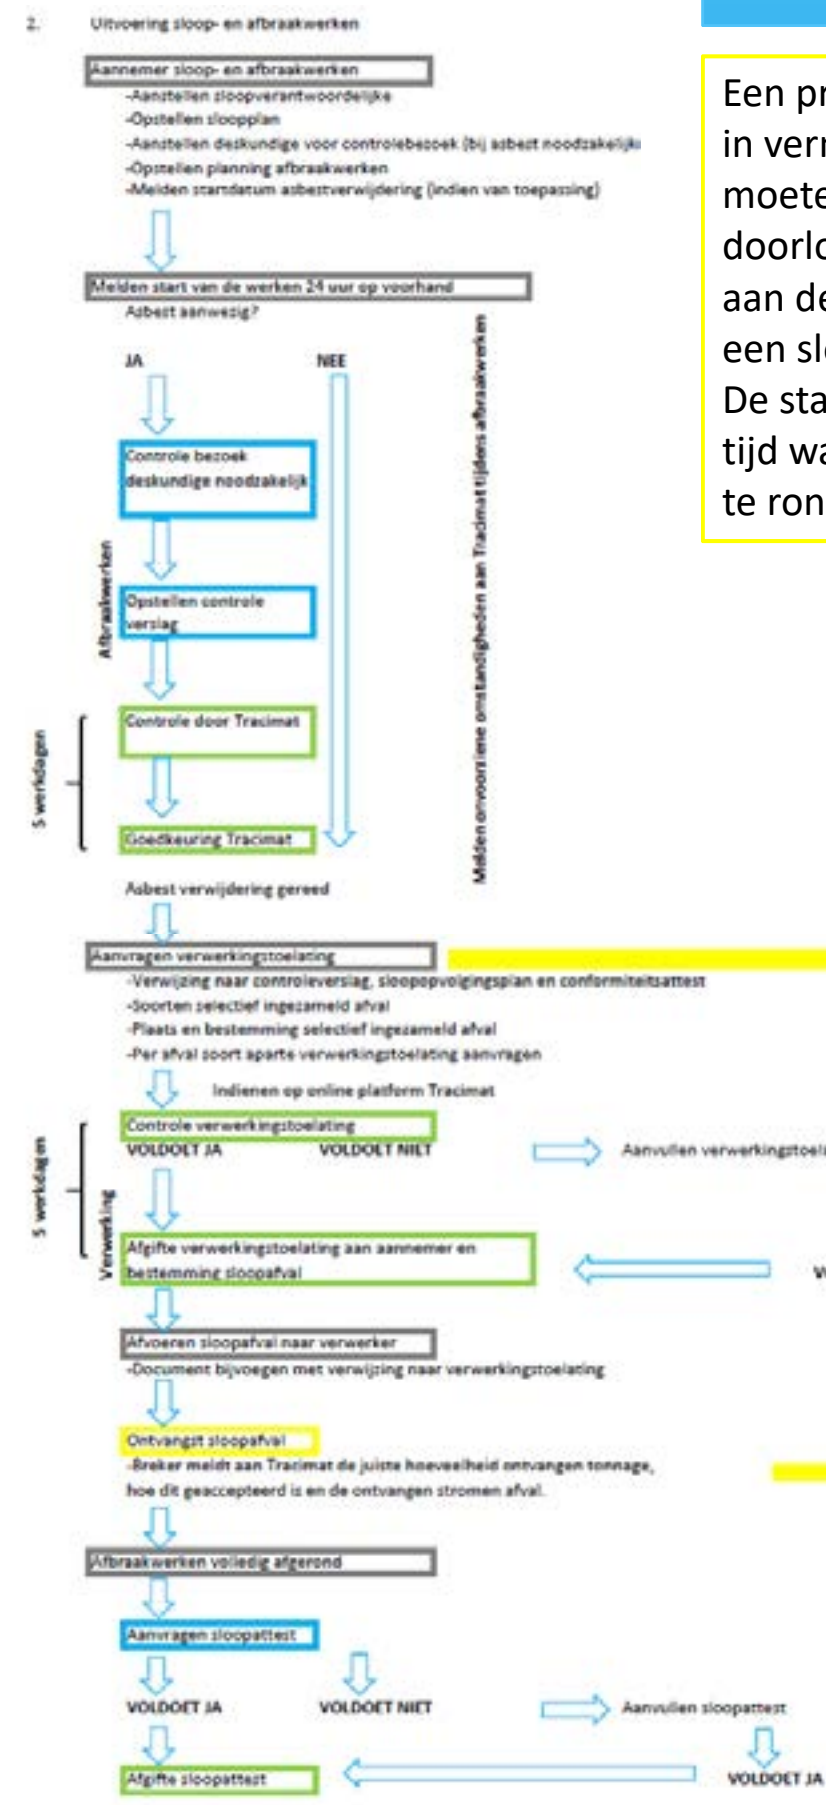 2. Uitvoering sloop- en afbraakwerken
Aannemer sloop- en afbraakwerken
-Aanstellen sloopverantwoordelijke
-Opstellen sloopplan
-Aanstellen deskundige voor controlebezoek (bij asbest noodzakelijk
-Opstellen planning afbraakwerken
-Melden startdatum asbestverwijdering (indien van toepassing)
Melden start van de werken 24 uur op voorhand
Asbest aanwezig?
JA NEE
Controle bezoek
deskundige noodzakelijk
Opstellen controle
verslag
Afbraakwerken
Controle door Tracimat
5 werkdagen
Goedkeuring Tracimat
Melden onvoorziene omstandigheden aan Tracimat tijdens afbraakwerken
Asbest verwijdering gereed
Aanvragen verwerkingstoelating
-Verwijzing naar controleverslag, sloopopvolgingsplan en conformiteitsattest
-Soorten selectief ingezameld afval
-Plaats en bestemming selectief ingezameld afval
-Per afval soort aparte verwerkingstoelating aanvragen
Indienen op online platform Tracimat
Controle verwerkingstoelating
VOLDOET JA VOLDOET NIET Aanvullen verwerkingstoela
5 werkdagen
Verwerking
Afgifte verwerkingstoelating aan aannemer en
bestemming sloopafval
Afvoeren sloopafval naar verwerker
-Document bijvoegen met verwijzing naar verwerkingstoelating
Ontvangst sloopafval
-Breker meldt aan Tracimat de juiste hoeveelheid ontvangen tonnage,
hoe dit geaccepteerd is en de ontvangen stromen afval.
Afbraakwerken volledig afgerond
Aanvragen sloopattest
VOLDOET JA VOLDOET NIET Aanvullen sloopattest
Afgifte sloopattest VOLDOET JA
Een pr
in verr
moete
doorlo
aan de
een sl
De sta
tijd wa
te ron